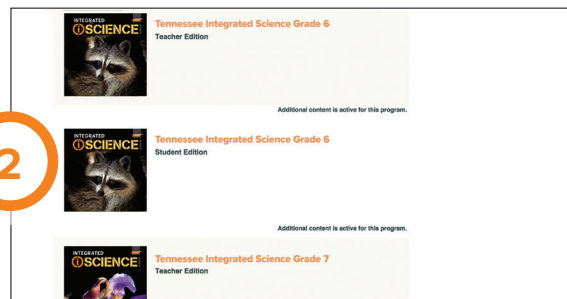 INTEGRATED
iSCIENCE
Tennessee Integrated Science Grade 6
Teacher Edition
Additional content is active for this program.
2
INTEGRATED
iSCIENCE
Tennessee Integrated Science Grade 6
Student Edition
Additional content is active for this program.
INTEGRATED
iSCIENCE
Tennessee Integrated Science Grade 7
Teacher Edition